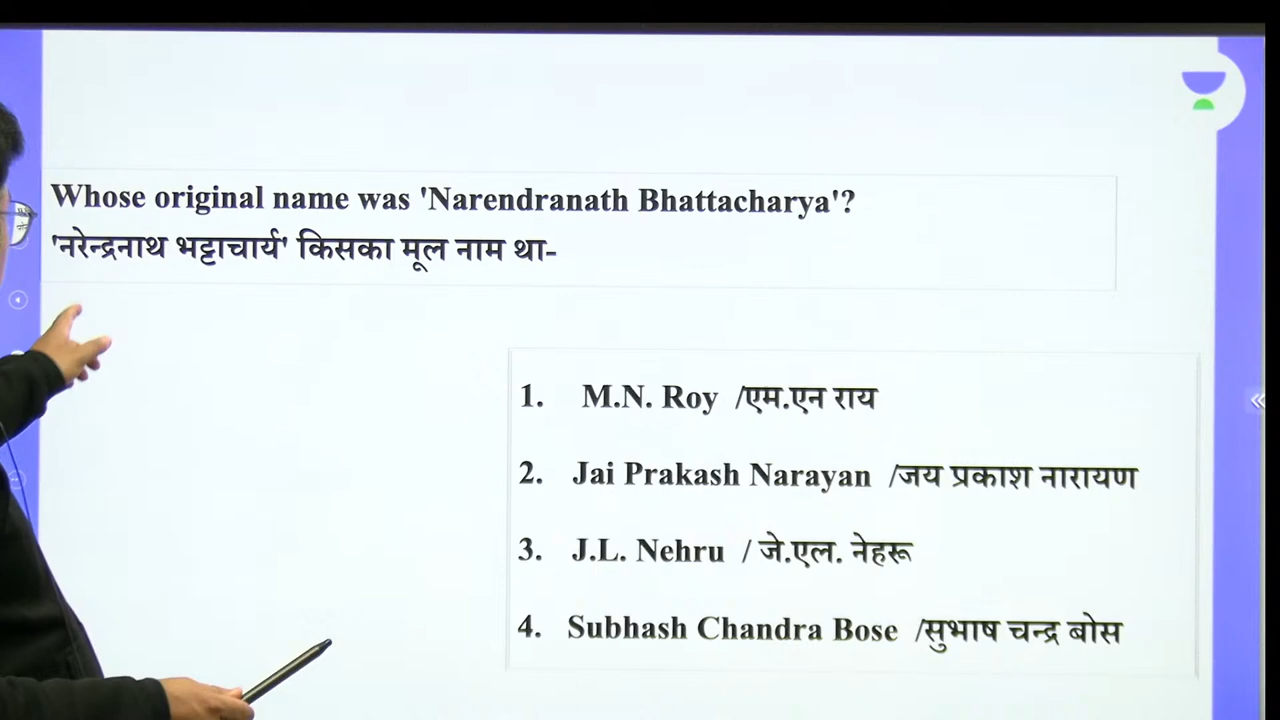 Whose original name was 'Narendranath Bhattacharya'?
'नरेन्द्रनाथ भट्टाचार्य' किसका मूल नाम था-
1. M.N. Roy /एम.एन राय
2. Jai Prakash Narayan /जय प्रकाश नारायण
3. J.L. Nehru / जे.एल. नेहरू
4. Subhash Chandra Bose /सुभाष चन्द्र बोस